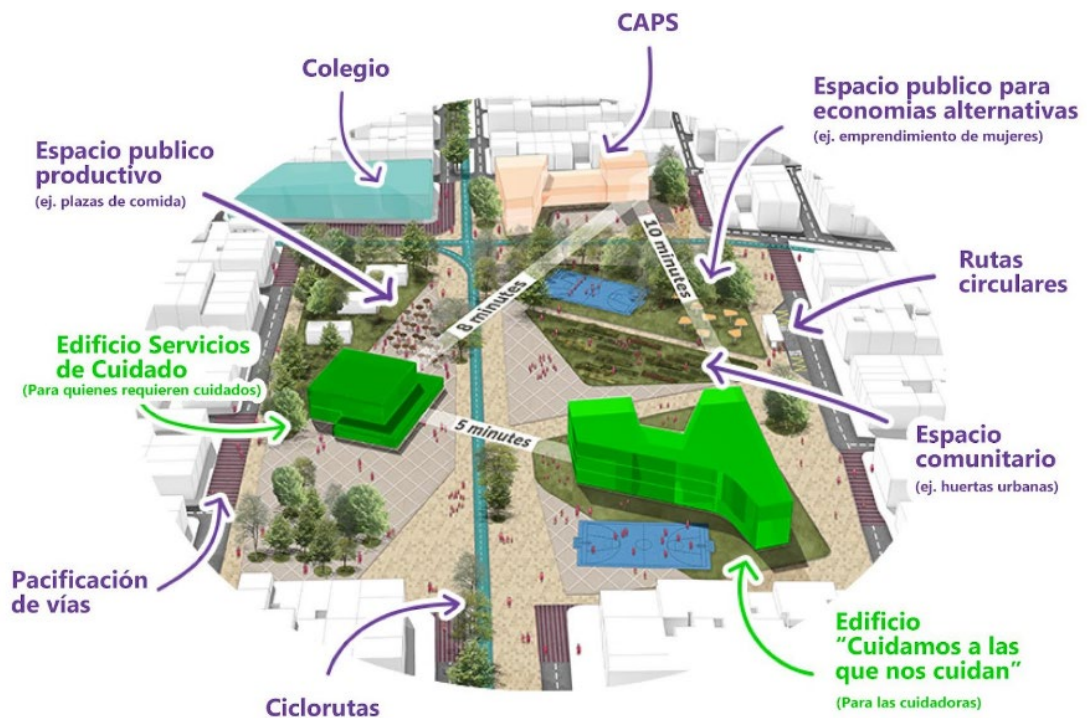 CAPS
Colegio
Espacio publico para
economias alternativas
(ej. emprendimiento de mujeres)
Espacio publico
productivo
(ej. plazas de comida)
10 minutes
8 minutes
Rutas
circulares
Edificio Servicios
de Cuidado
(Para quienes requieren cuidados)
5 minutes
Espacio
comunitario
(ej. huertas urbanas)
Pacificación
de vías
Edificio
“Cuidamos a las
que nos cuidan”
(Para las cuidadoras)
Ciclorutas